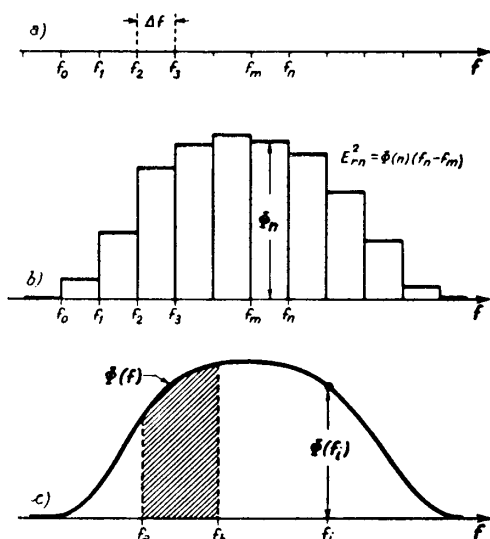 a)
Δf
f₀ f₁ f₂ f₃ fₘ fₙ f
b)
E²ᵣₙ = Φ(n)(fₙ-fₘ)
Φₙ
f₀ f₁ f₂ f₃ fₘ fₙ f
c)
Φ(f)
Φ(fᵢ)
fₐ f_b fᵢ f